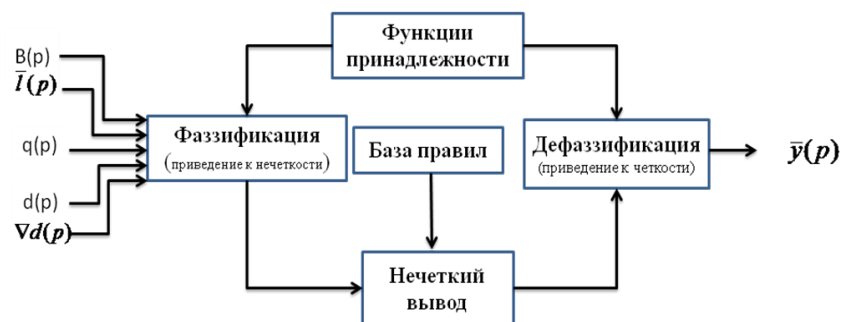 Функции
принадлежности
B(p)
l̅(p)
q(p)
d(p)
∇d(p)
Фаззификация
(приведение к нечеткости)
База правил
Дефаззификация
(приведение к четкости)
y̅(p)
Нечеткий
вывод